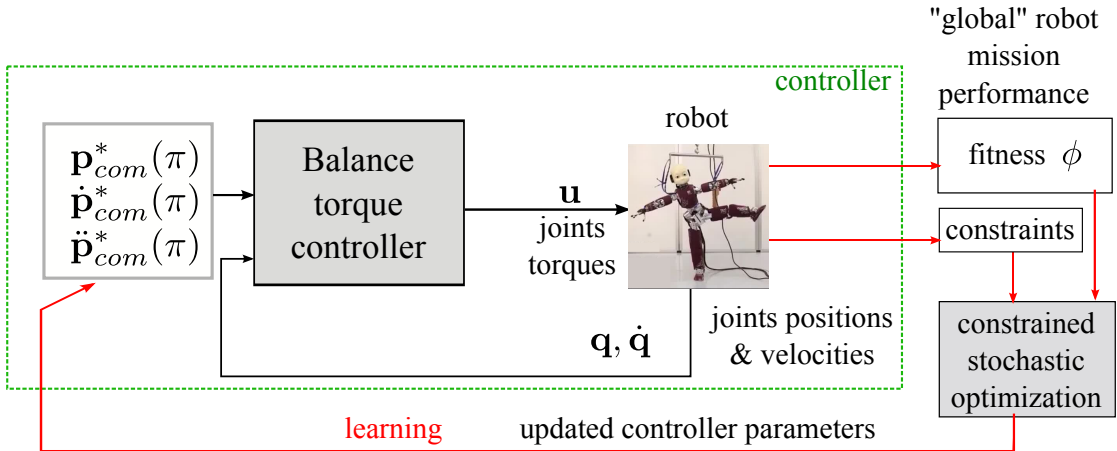 "global" robot
mission
performance
controller
robot
fitness ϕ
p*com(π)
ṗ*com(π)
p̈*com(π)
Balance
torque
controller
u
joints
torques
constraints
q, q̇
joints positions
& velocities
constrained
stochastic
optimization
learning
updated controller parameters